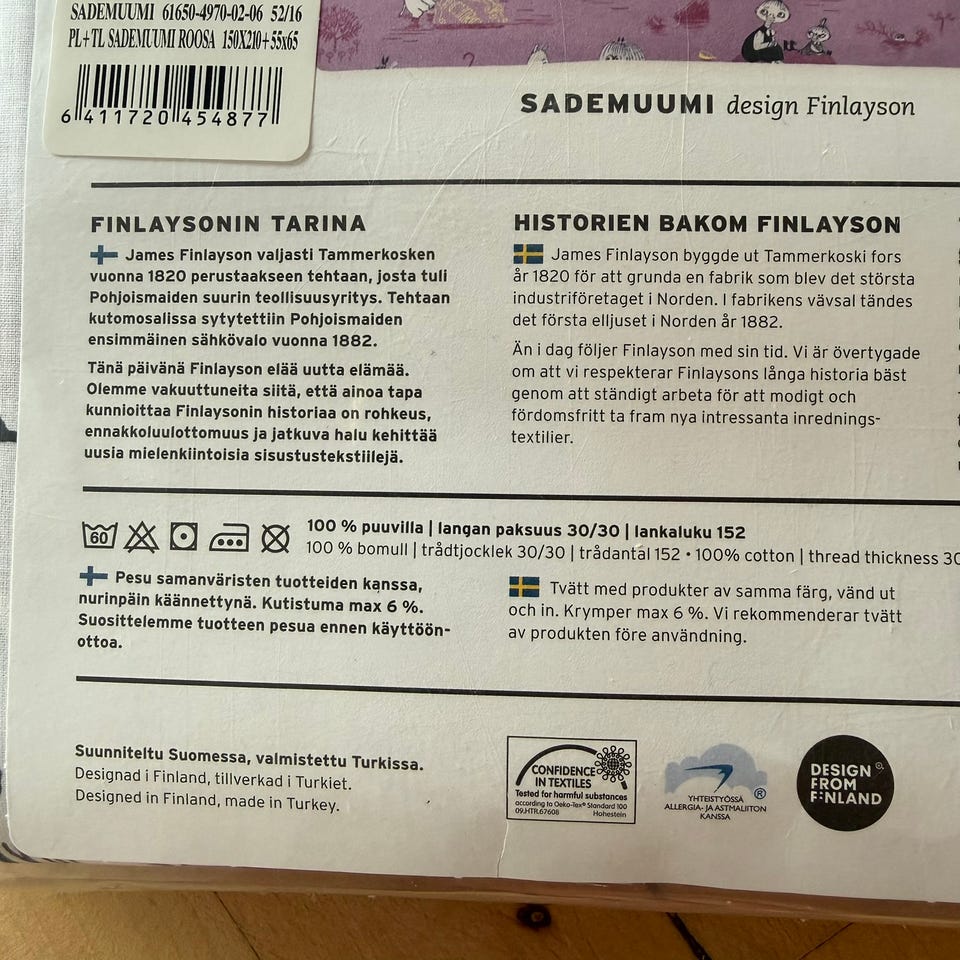 SADEMUUMI 61650-4970-02-06 52/16
PL+TL SADEMUUMI ROOSA 150X210+55x65
6 411720 454877
SADEMUUMI design Finlayson
FINLAYSONIN TARINA
James Finlayson valjasti Tammerkosken
vuonna 1820 perustaakseen tehtaan, josta tuli
Pohjoismaiden suurin teollisuusyritys. Tehtaan
kutomosalissa sytytettiin Pohjoismaiden
ensimmäinen sähkövalo vuonna 1882.
Tänä päivänä Finlayson elää uutta elämää.
Olemme vakuuttuneita siitä, että ainoa tapa
kunnioittaa Finlaysonin historiaa on rohkeus,
ennakkoluulottomuus ja jatkuva halu kehittää
uusia mielenkiintoisia sisustustekstiilejä.
HISTORIEN BAKOM FINLAYSON
James Finlayson byggde ut Tammerkoski fors
år 1820 för att grunda en fabrik som blev det största
industriföretaget i Norden. I fabrikens vävsal tändes
det första elljuset i Norden år 1882.
Än i dag följer Finlayson med sin tid. Vi är övertygade
om att vi respekterar Finlaysons långa historia bäst
genom att ständigt arbeta för att modigt och
fördomsfritt ta fram nya intressanta inrednings-
textilier.
60
100 % puuvilla | langan paksuus 30/30 | lankaluku 152
100 % bomull | trådtjocklek 30/30 | trådantal 152 • 100% cotton | thread thickness 30
Pesu samanväristen tuotteiden kanssa,
nurinpäin käännettynä. Kutistuma max 6 %.
Suosittelemme tuotteen pesua ennen käyttöön-
ottoa.
Tvätt med produkter av samma färg, vänd ut
och in. Krymper max 6 %. Vi rekommenderar tvätt
av produkten före användning.
Suunniteltu Suomessa, valmistettu Turkissa.
Designad i Finland, tillverkad i Turkiet.
Designed in Finland, made in Turkey.
CONFIDENCE
IN TEXTILES
Tested for harmful substances
according to Oeko-Tex® Standard 100
09.HTR.67608 Hohenstein
®
YHTEISTYÖSSÄ
ALLERGIA- JA ASTMALIITON
KANSSA
DESIGN
FROM
FINLAND